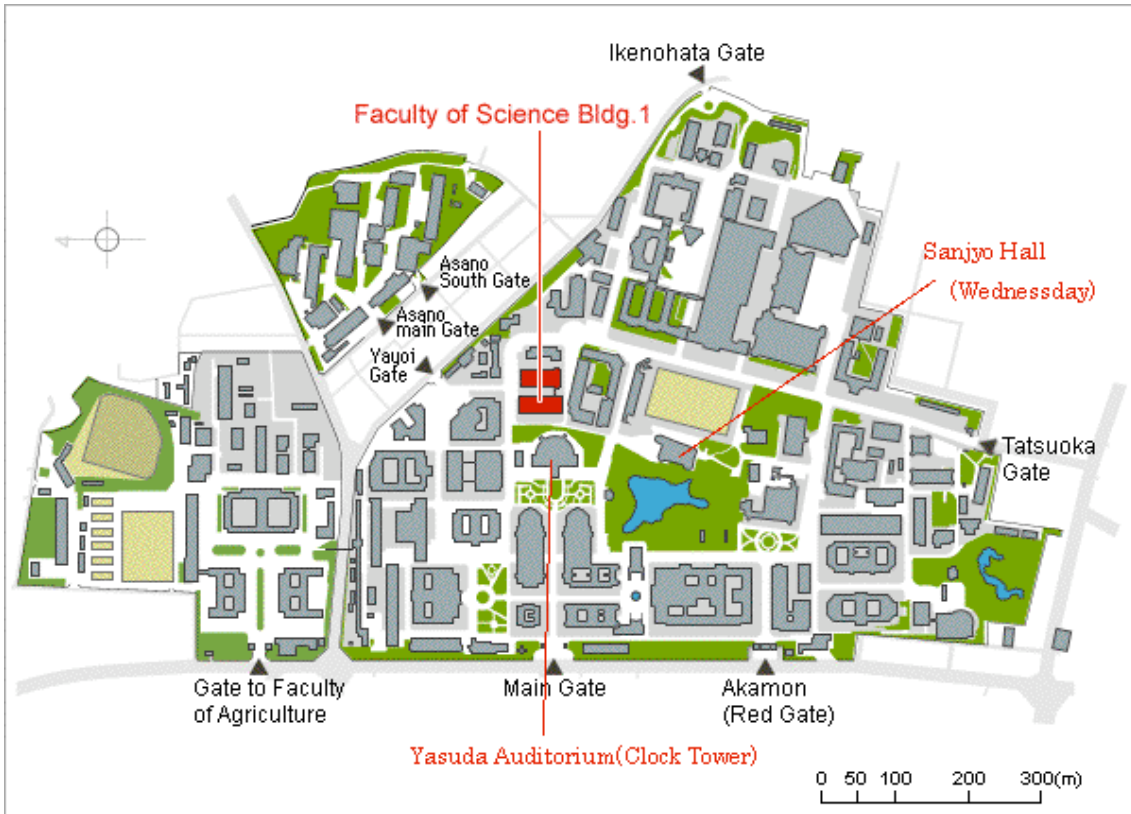 Ikenohata Gate
Faculty of Science Bldg.1
Sanjyo Hall
(Wednessday)
Asano
South Gate
Asano
main Gate
Yayoi
Gate
Tatsuoka
Gate
Gate to Faculty
of Agriculture
Main Gate
Akamon
(Red Gate)
Yasuda Auditorium(Clock Tower)
0 50 100 200 300(m)